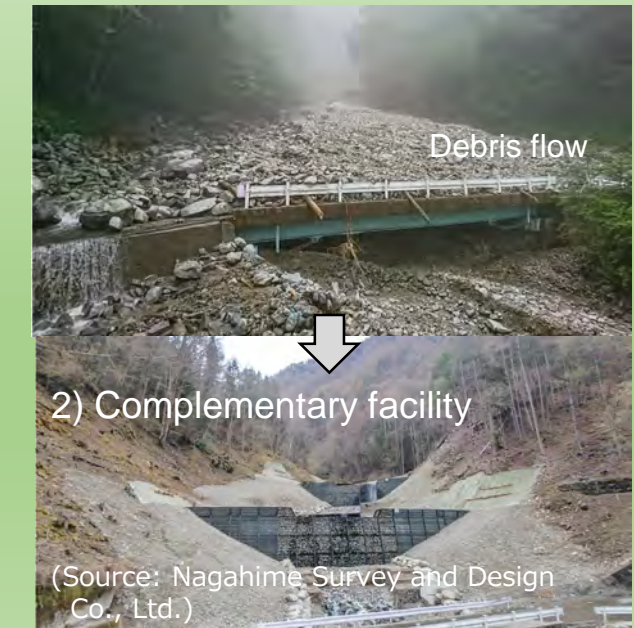 Debris flow
2) Complementary facility
(Source: Nagahime Survey and Design
Co., Ltd.)